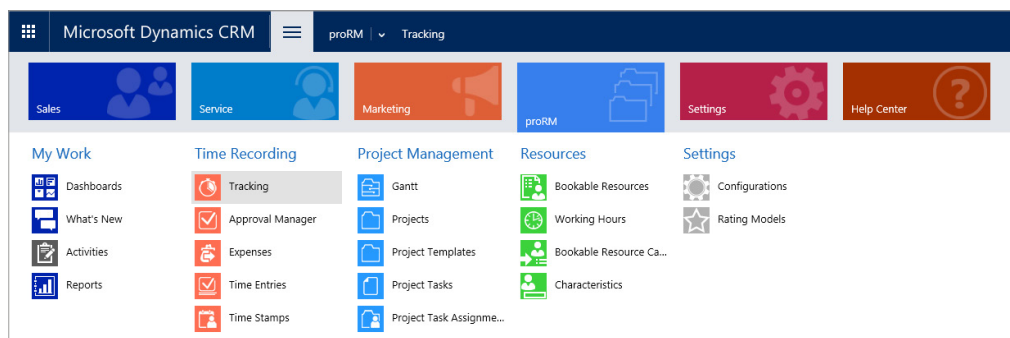 Microsoft Dynamics CRM proRM Tracking
Sales Service Marketing proRM Settings Help Center
My Work Time Recording Project Management Resources Settings
Dashboards Tracking Gantt Bookable Resources Configurations
What's New Approval Manager Projects Working Hours Rating Models
Activities Expenses Project Templates Bookable Resource Ca...
Reports Time Entries Project Tasks Characteristics
Time Stamps Project Task Assignme...